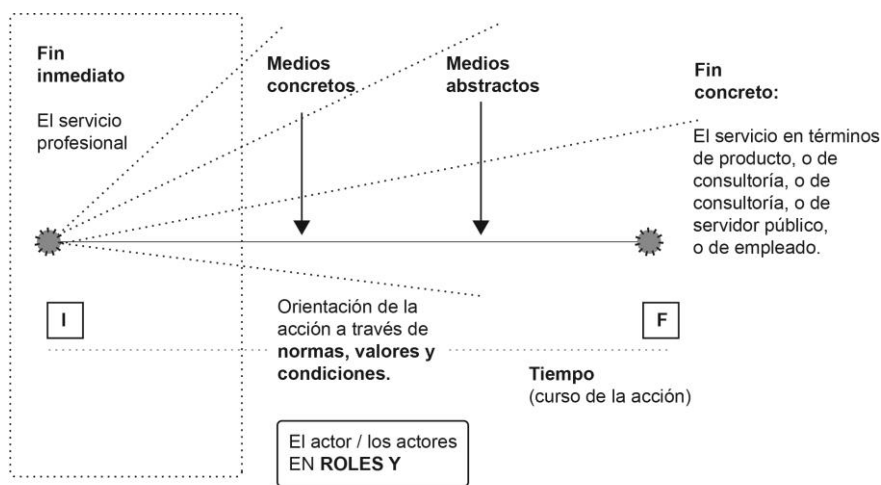 Fin
inmediato
El servicio
profesional
Medios
concretos
Medios
abstractos
Fin
concreto:
El servicio en términos
de producto, o de
consultoría, o de
consultoría, o de
servidor público,
o de empleado.
I
Orientación de la
acción a través de
normas, valores y
condiciones.
F
Tiempo
(curso de la acción)
El actor / los actores
EN ROLES Y